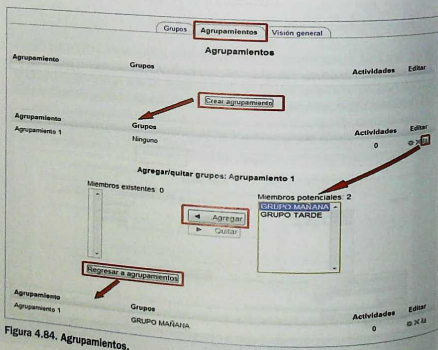 Grupos Agrupamientos Visión general
Agrupamientos
Agrupamiento Grupos Actividades Editar
Crear agrupamiento
Agrupamiento Grupos Actividades Editar
Agrupamiento 1 Ninguno 0
Agregar/quitar grupos: Agrupamiento 1
Miembros existentes: 0 Miembros potenciales: 2
GRUPO MAÑANA
GRUPO TARDE
◄ Agregar
► Quitar
Regresar a agrupamientos
Agrupamiento Grupos Actividades Editar
Agrupamiento 1 GRUPO MAÑANA 0
Figura 4.84. Agrupamientos.